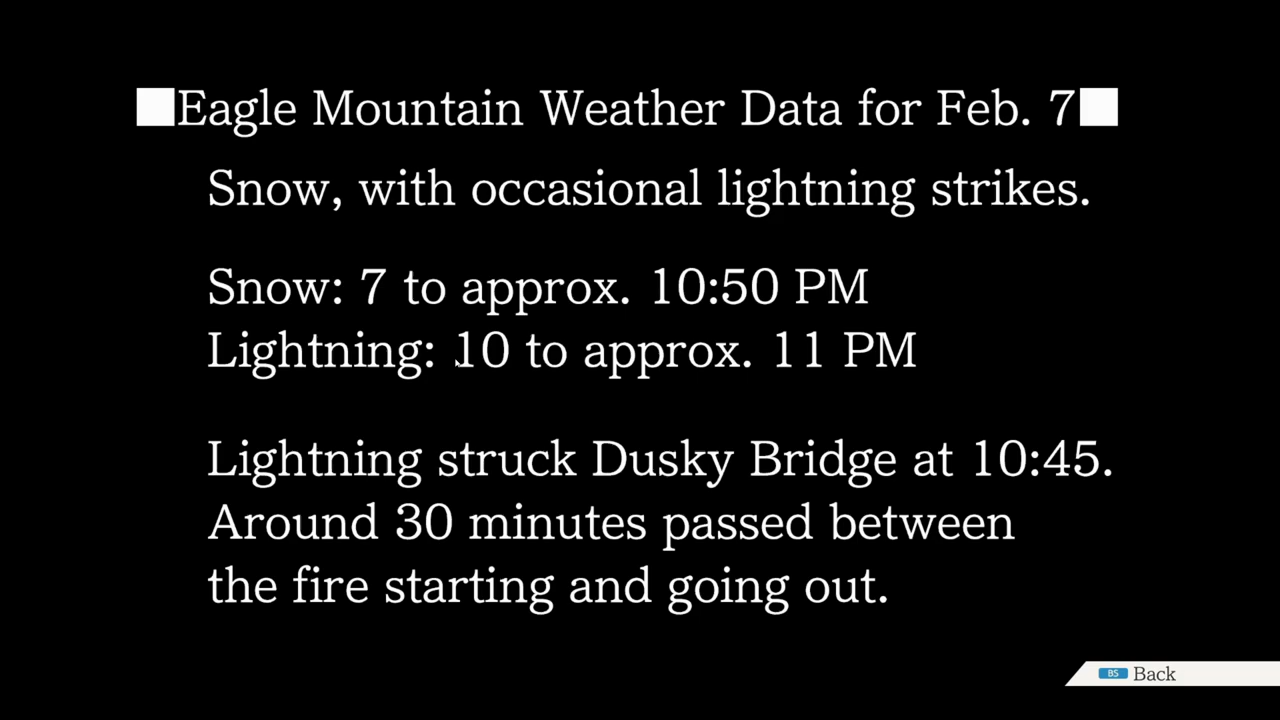 ■Eagle Mountain Weather Data for Feb. 7■
Snow, with occasional lightning strikes.
Snow: 7 to approx. 10:50 PM
Lightning: 10 to approx. 11 PM
Lightning struck Dusky Bridge at 10:45.
Around 30 minutes passed between
the fire starting and going out.
BS Back